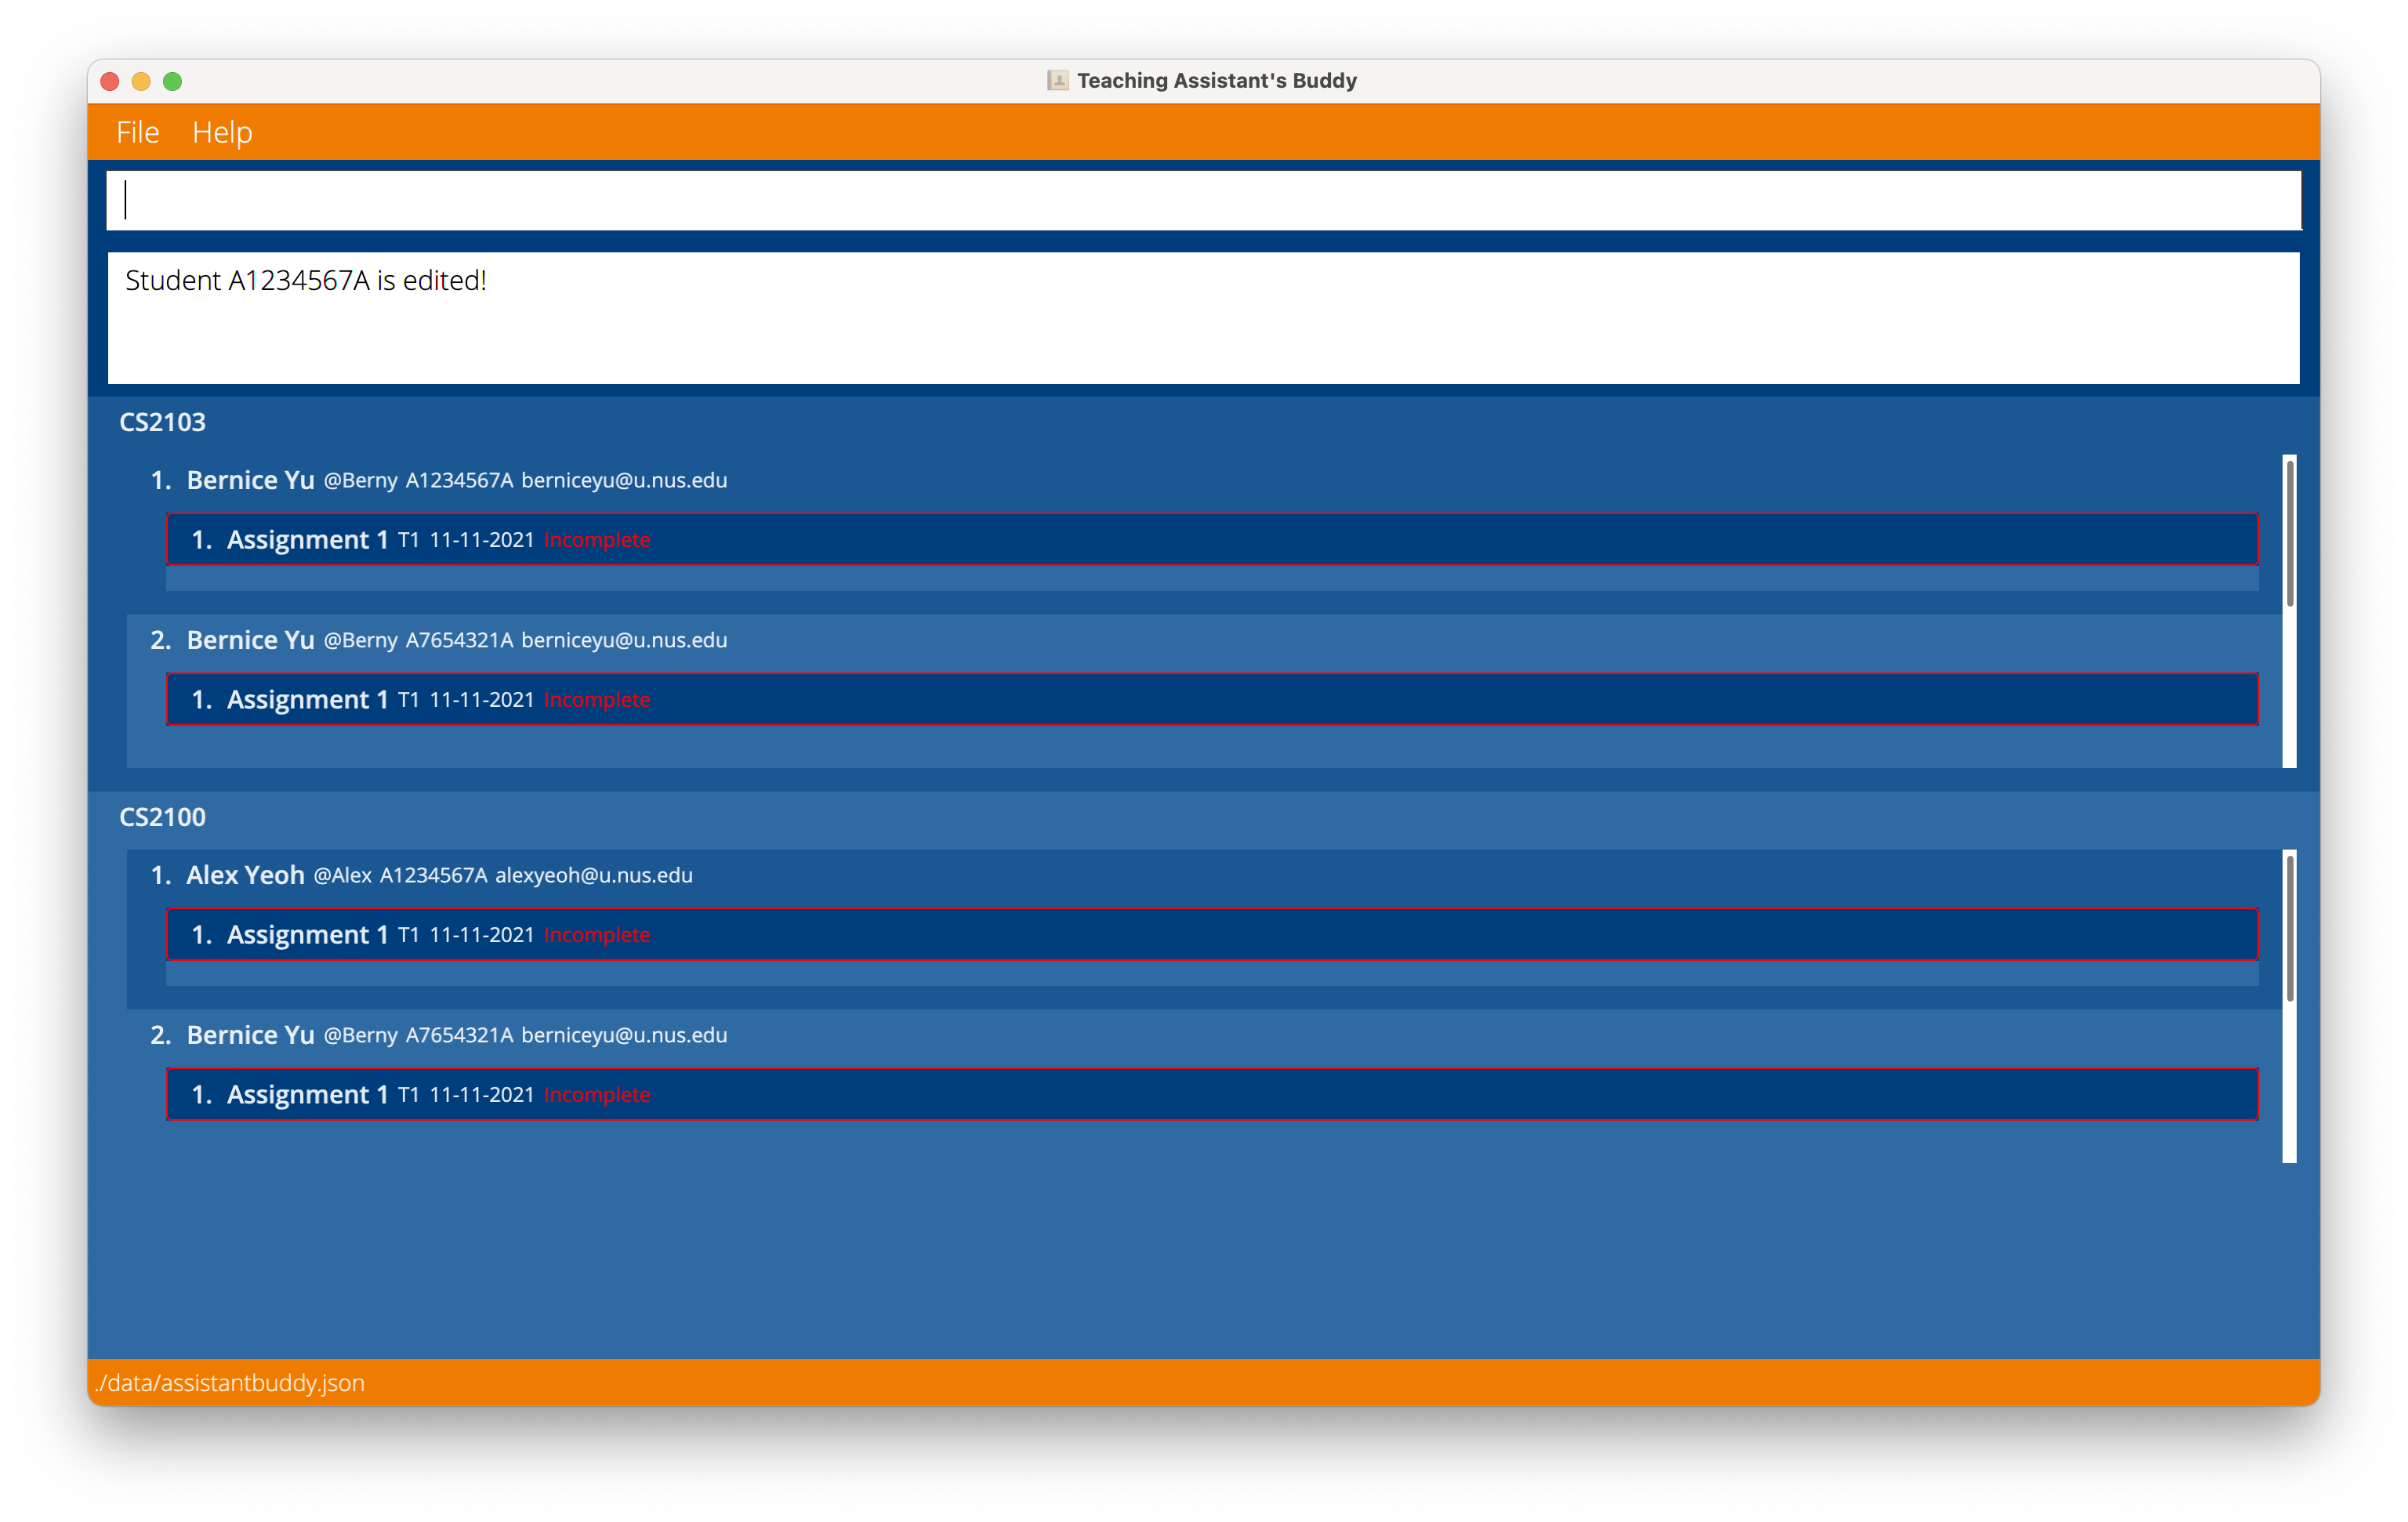 Teaching Assistant's Buddy
File Help
Student A1234567A is edited!
CS2103
1. Bernice Yu @Berny A1234567A berniceyu@u.nus.edu
1. Assignment 1 T1 11-11-2021 Incomplete
2. Bernice Yu @Berny A7654321A berniceyu@u.nus.edu
1. Assignment 1 T1 11-11-2021 Incomplete
CS2100
1. Alex Yeoh @Alex A1234567A alexyeoh@u.nus.edu
1. Assignment 1 T1 11-11-2021 Incomplete
2. Bernice Yu @Berny A7654321A berniceyu@u.nus.edu
1. Assignment 1 T1 11-11-2021 Incomplete
./data/assistantbuddy.json